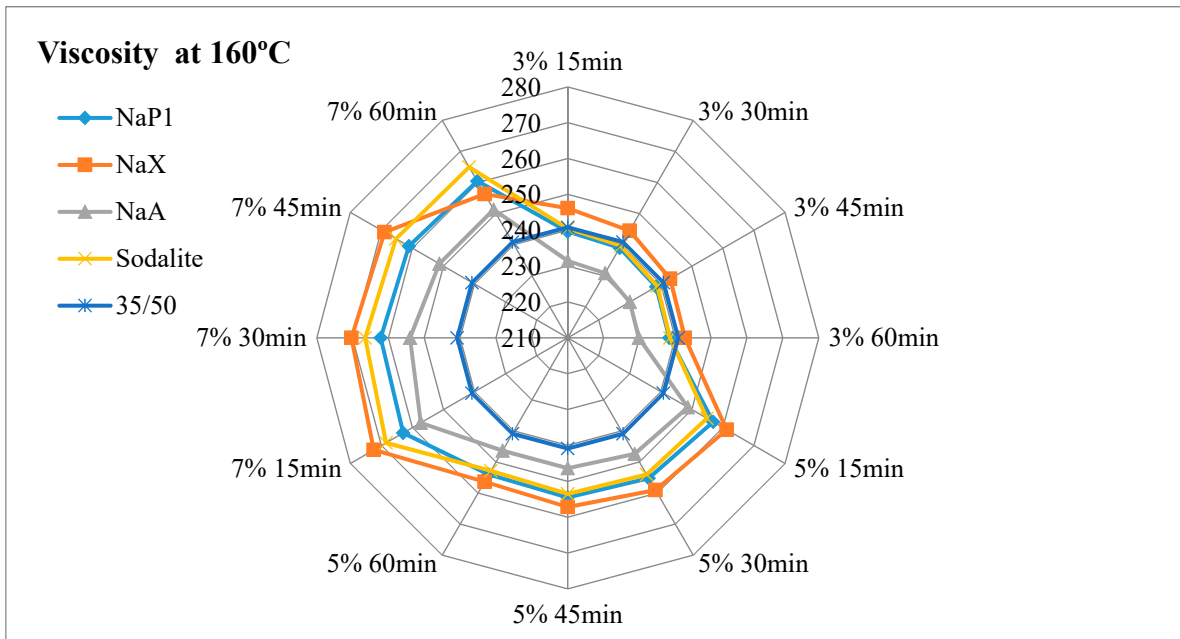 Viscosity at 160ºC
NaP1
NaX
NaA
Sodalite
35/50
280
270
260
250
240
230
220
210
3% 15min
3% 30min
3% 45min
3% 60min
5% 15min
5% 30min
5% 45min
5% 60min
7% 15min
7% 30min
7% 45min
7% 60min